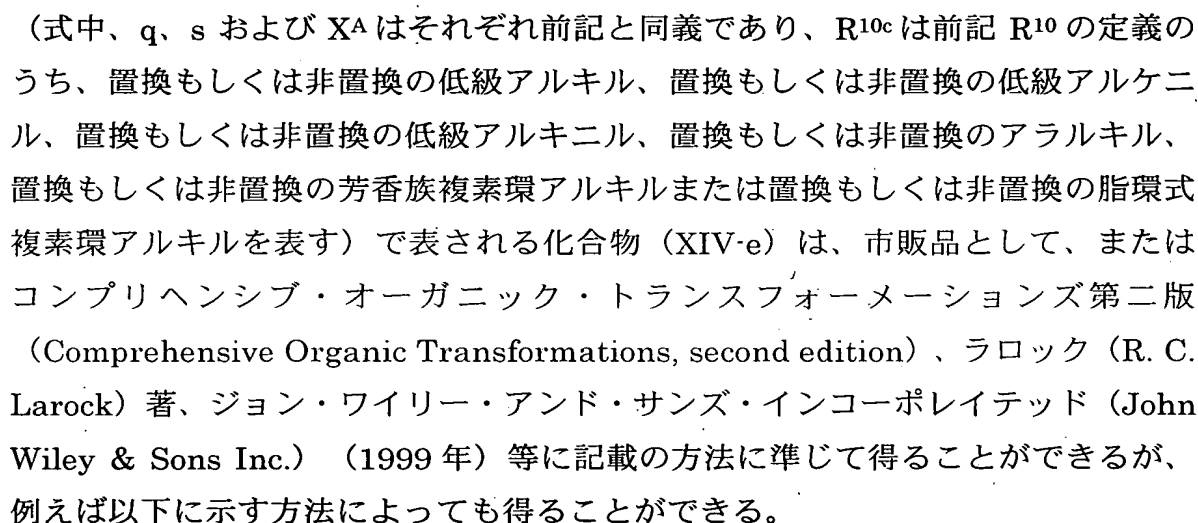 （式中、q、s および Xᴬ はそれぞれ前記と同義であり、R¹⁰ᶜ は前記 R¹⁰ の定義の
うち、置換もしくは非置換の低級アルキル、置換もしくは非置換の低級アルケニ
ル、置換もしくは非置換の低級アルキニル、置換もしくは非置換のアラルキル、
置換もしくは非置換の芳香族複素環アルキルまたは置換もしくは非置換の脂環式
複素環アルキルを表す）で表される化合物（XIV-e）は、市販品として、または
コンプリヘンシブ・オーガニック・トランスフォーメーションズ第二版
（Comprehensive Organic Transformations, second edition）、ラロック（R. C.
Larock）著、ジョン・ワイリー・アンド・サンズ・インコーポレイテッド（John
Wiley & Sons Inc.）（1999 年）等に記載の方法に準じて得ることができるが、
例えば以下に示す方法によっても得ることができる。